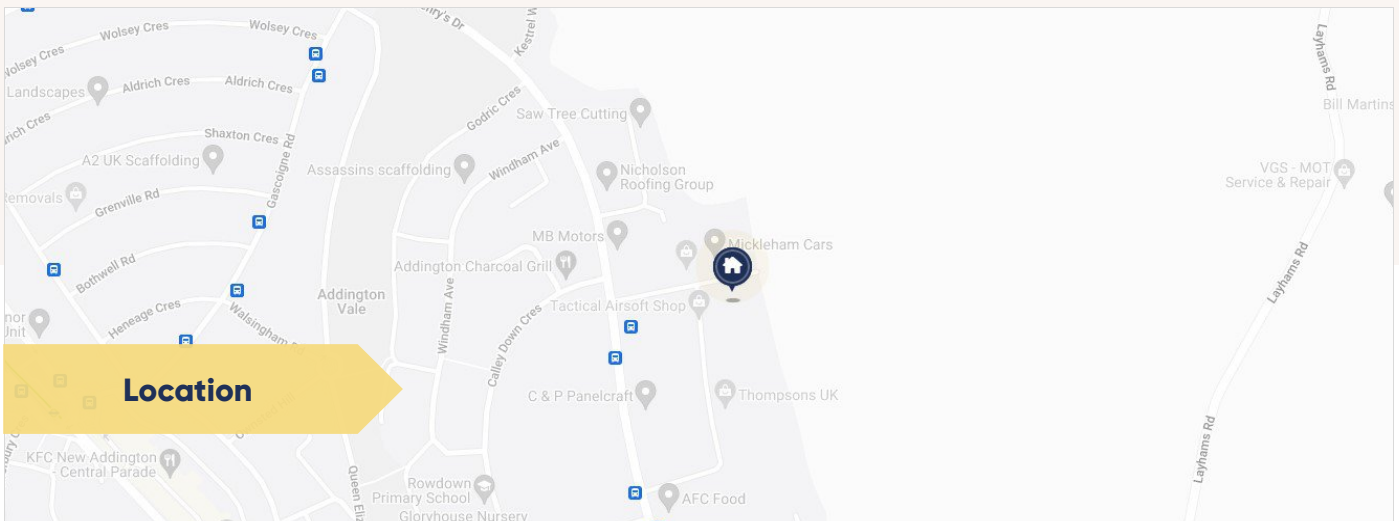 Wolsey Cres
Wolsey Cres
Wolsey Cres
Aldrich Cres
Aldrich Cres
Landscapes
Shaxton Cres
A2 UK Scaffolding
Grenville Rd
Gascoigne Rd
Bothwell Rd
Heneage Cres
Addington
Vale
Location
KFC New Addington
- Central Parade
Kestrel
Godric Cres
Saw Tree Cutting
Windham Ave
Assassins scaffolding
Nicholson
Roofing Group
MB Motors
Mickleham Cars
Addington Charcoal Grill
Windham Ave
Tactical Airsoft Shop
Calley Down Cres
C & P Panelcraft
Thompsons UK
Rowdown
Primary School
Gloryhouse Nursery
AFC Food
Queen
Layhams Rd
Bill Martins
VGS - MOT
Service & Repair
Layhams Rd
Layhams Rd